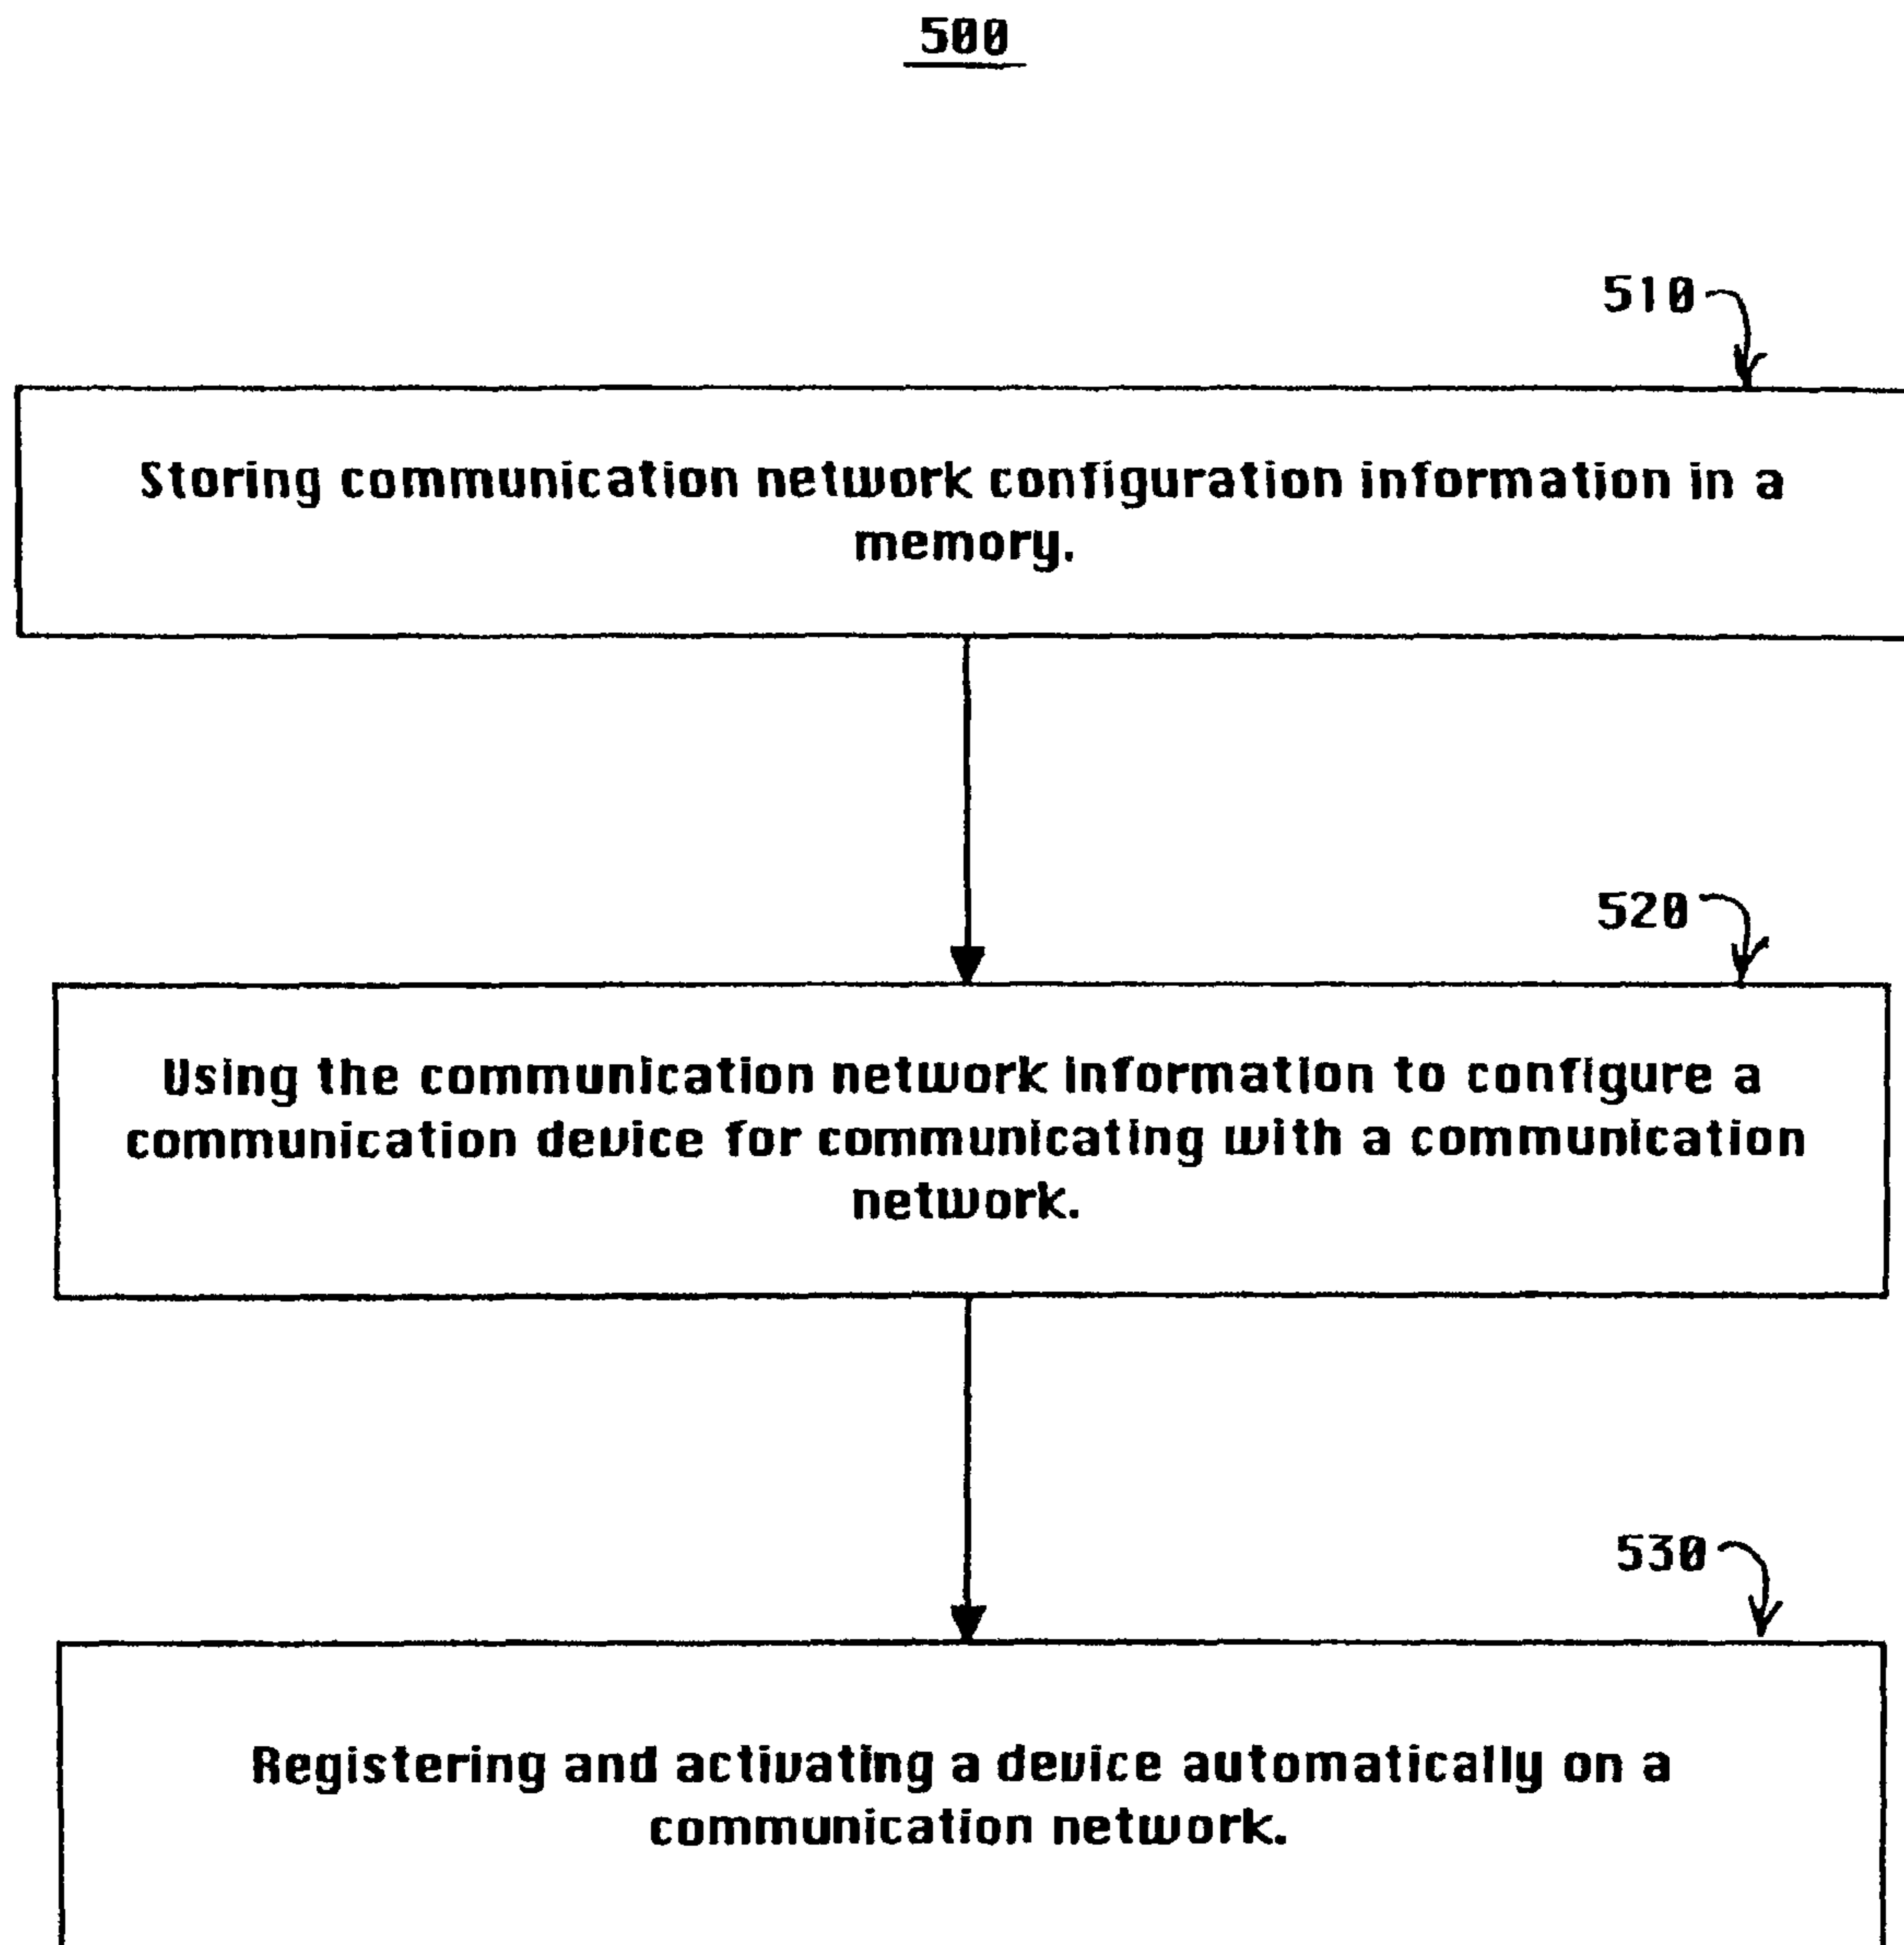 500
510
Storing communication network configuration information in a
memory.
520
Using the communication network information to configure a
communication device for communicating with a communication
network.
530
Registering and activating a device automatically on a
communication network.